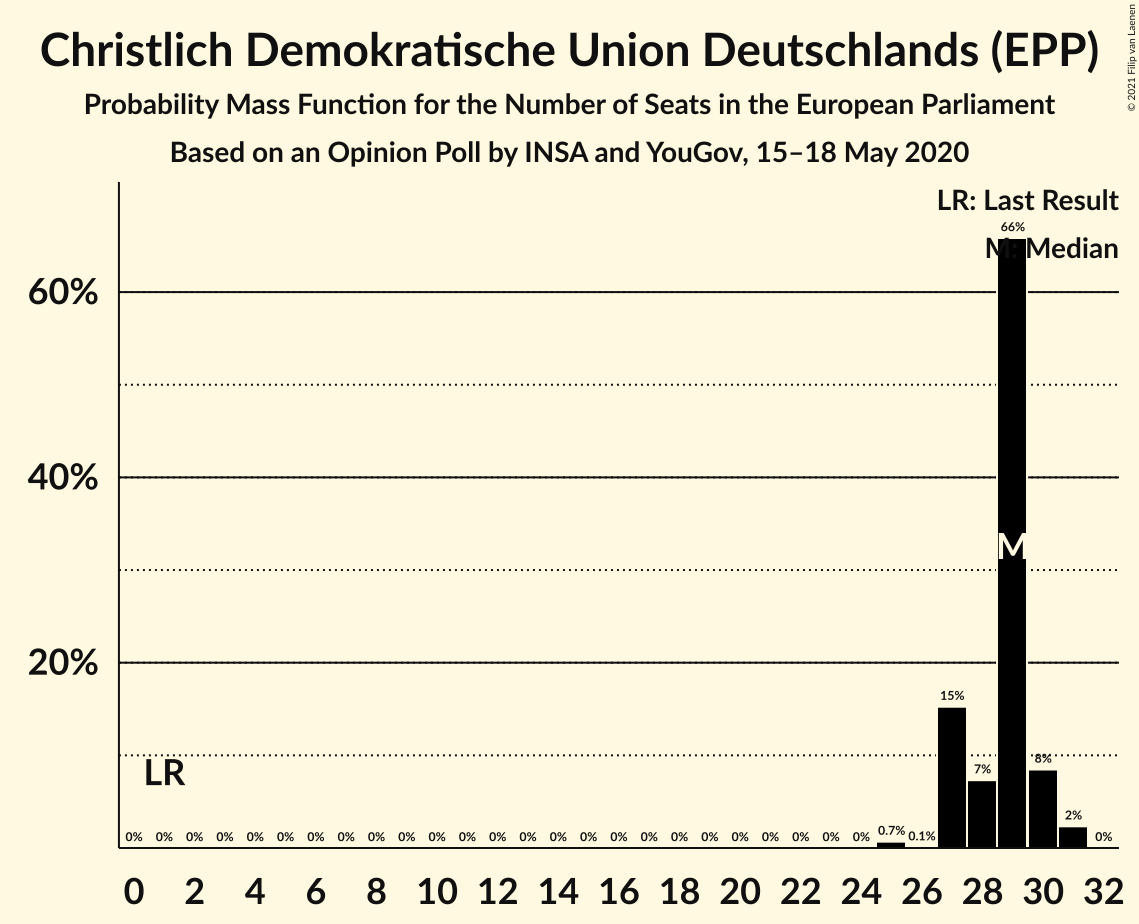 Christlich Demokratische Union Deutschlands (EPP)
Probability Mass Function for the Number of Seats in the European Parliament
Based on an Opinion Poll by INSA and YouGov, 15–18 May 2020
© 2021 Filip van Laenen
LR: Last Result
66%
M: Median
60%
40%
M
20%
15%
8%
7%
LR
2%
0% 0% 0% 0% 0% 0% 0% 0% 0% 0% 0% 0% 0% 0% 0% 0% 0% 0% 0% 0% 0% 0% 0% 0% 0% 0.7% 0.1% 0%
0 2 4 6 8 10 12 14 16 18 20 22 24 26 28 30 32